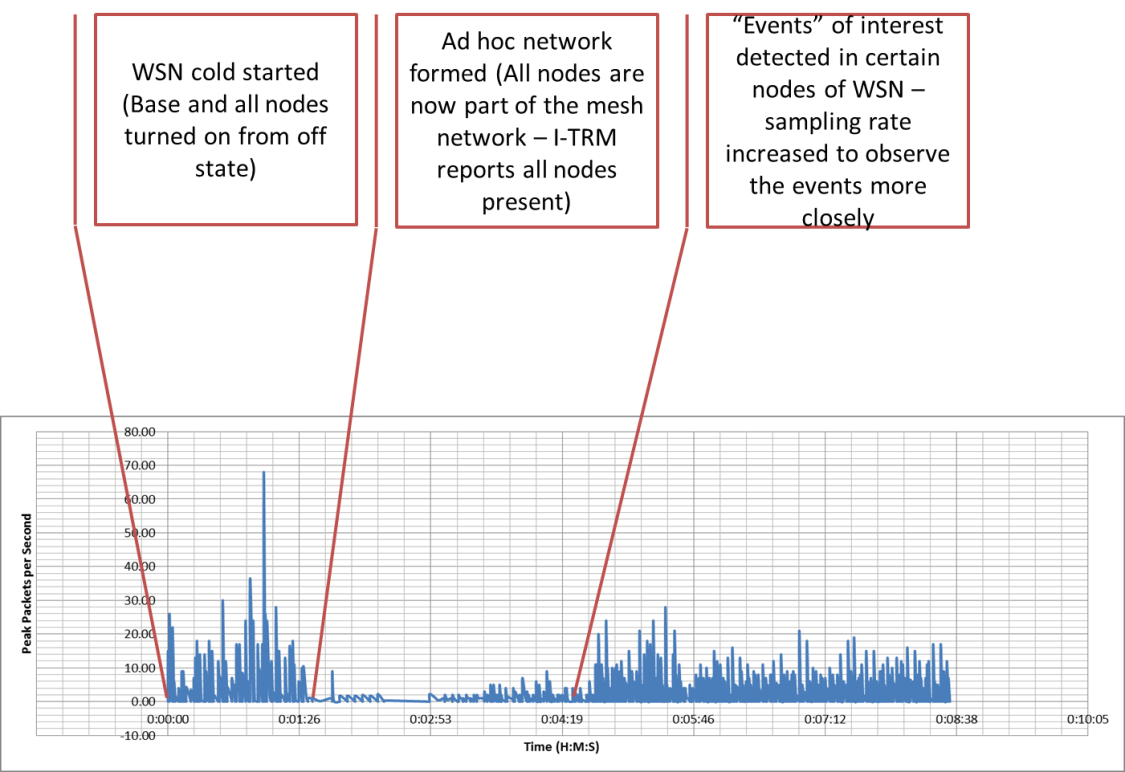 WSN cold started
(Base and all nodes
turned on from off
state)
Ad hoc network
formed (All nodes are
now part of the mesh
network – I-TRM
reports all nodes
present)
“Events” of interest
detected in certain
nodes of WSN –
sampling rate
increased to observe
the events more
closely
80.00
70.00
60.00
50.00
40.00
30.00
20.00
10.00
0.00
-10.00
Peak Packets per Second
0:00:00 0:01:26 0:02:53 0:04:19 0:05:46 0:07:12 0:08:38 0:10:05
Time (H:M:S)